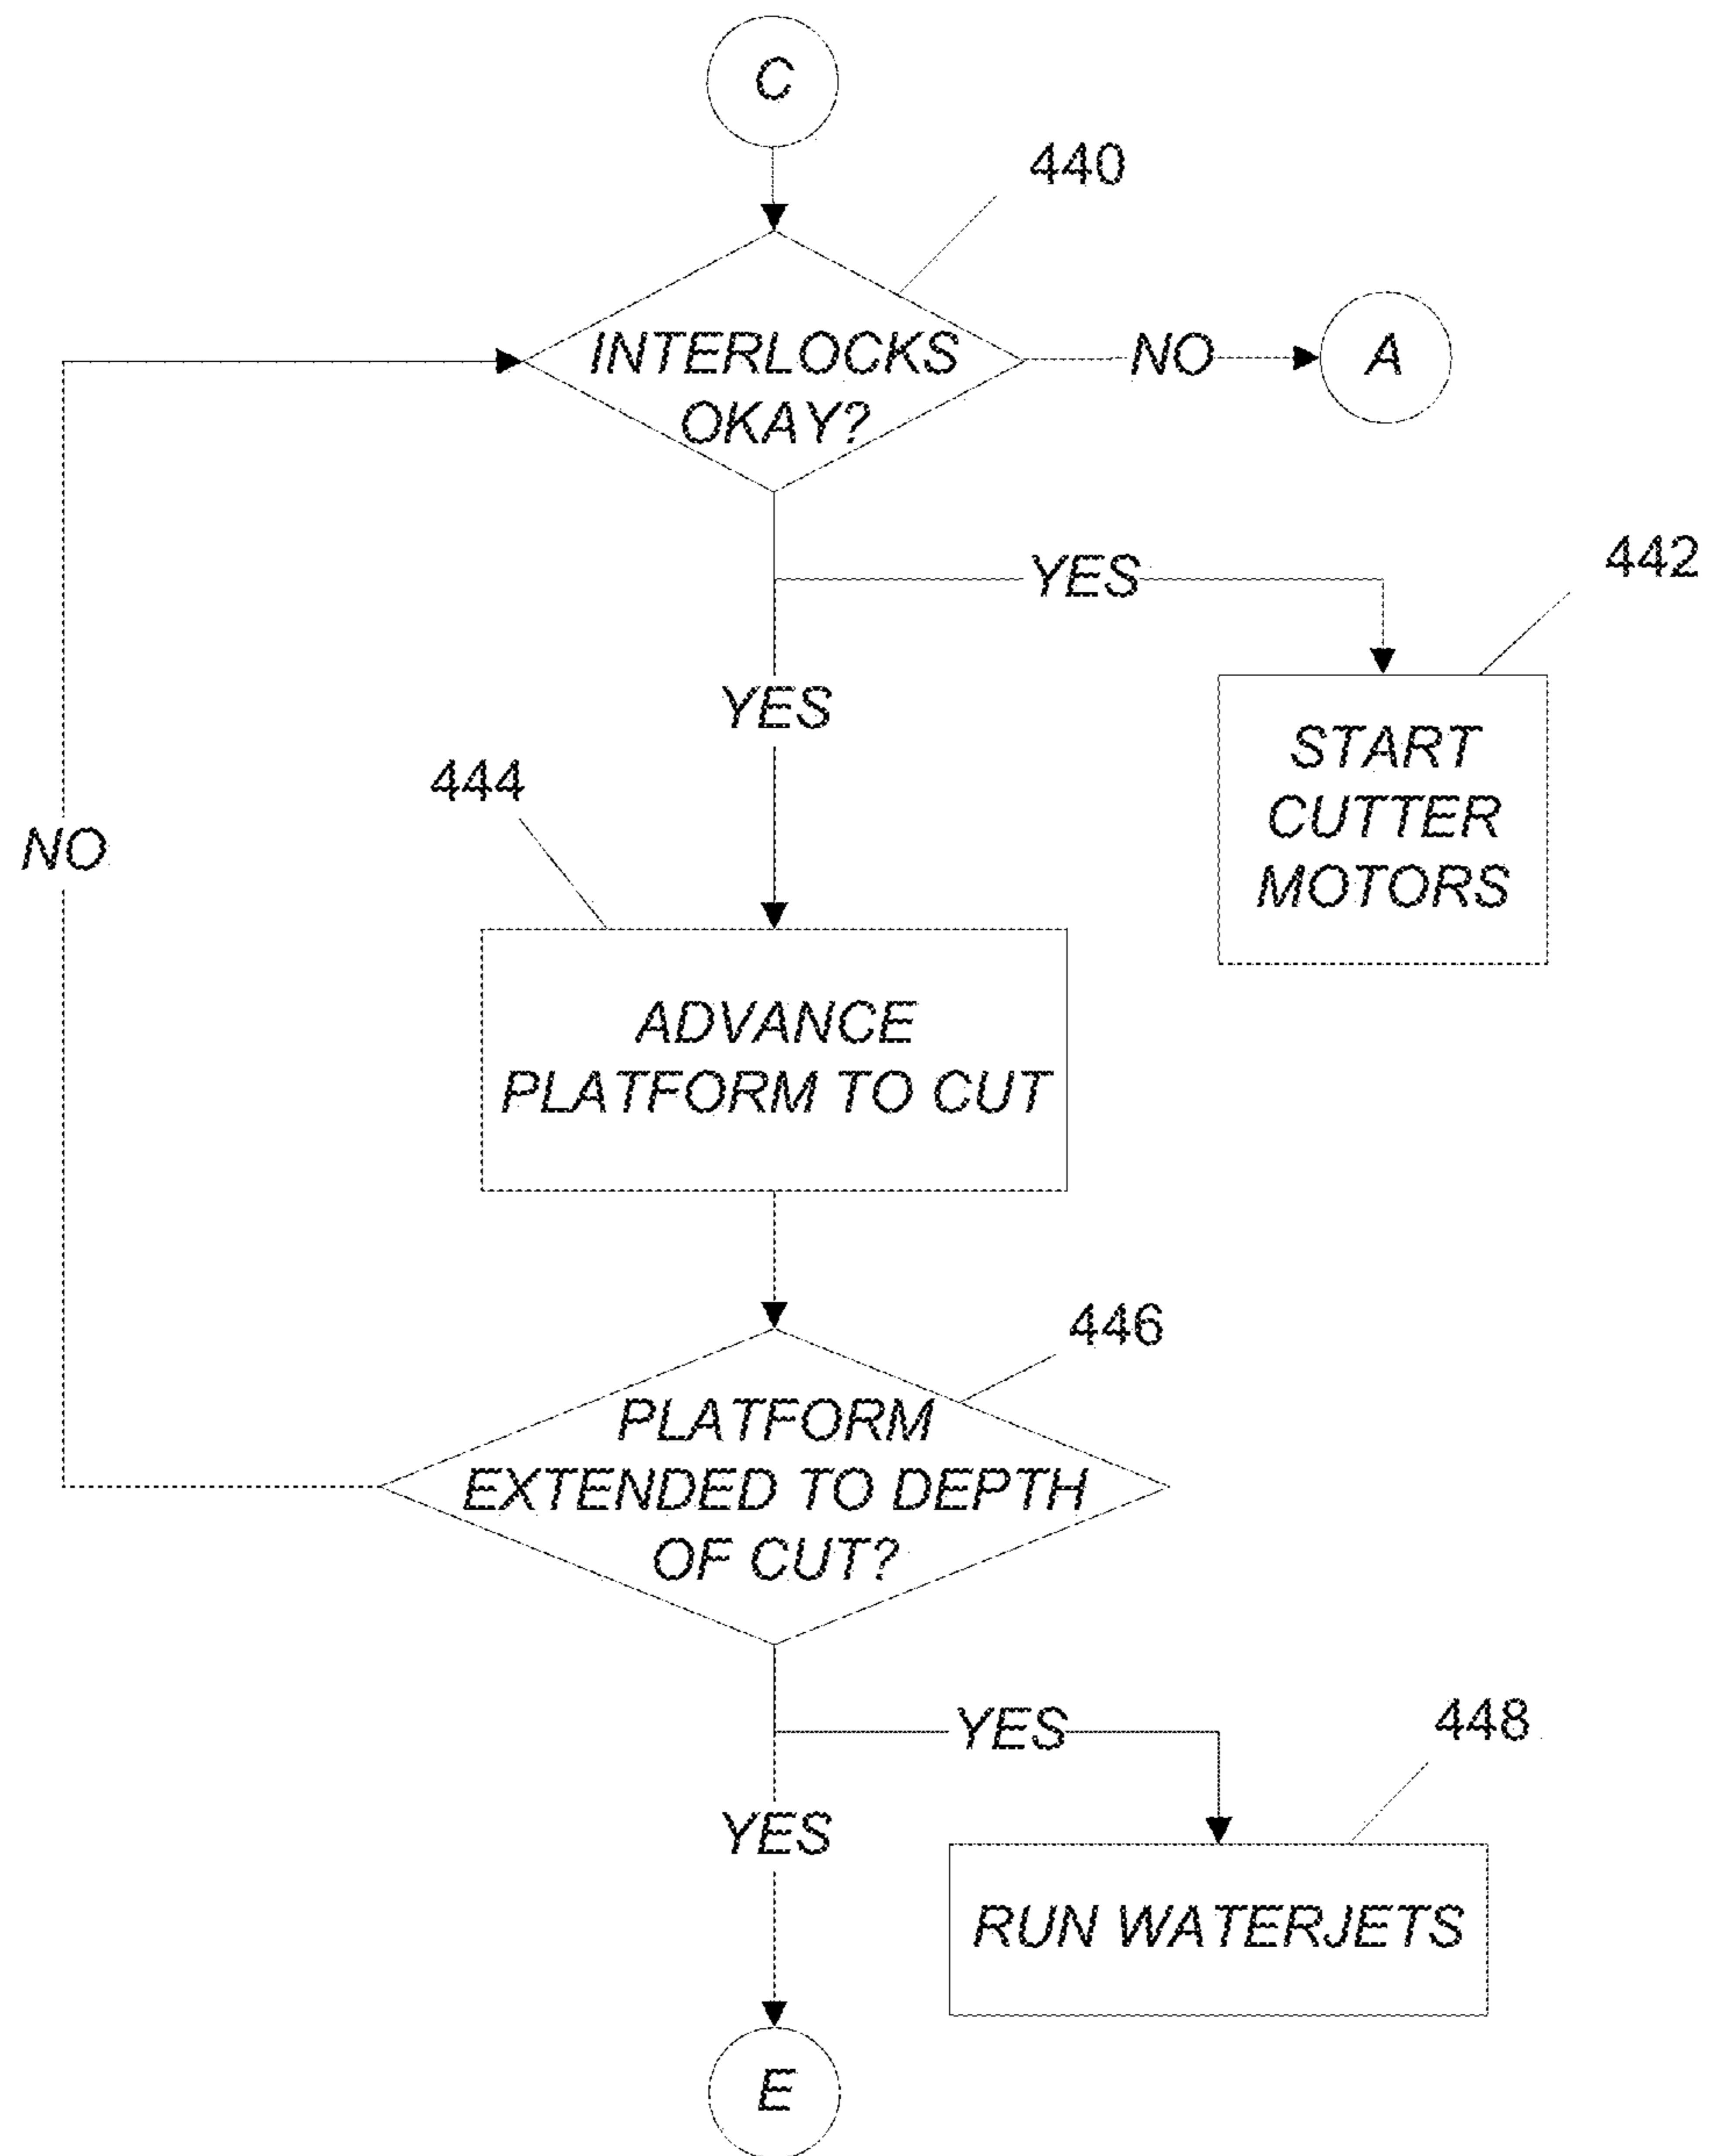 C
440
INTERLOCKS
OKAY?
NO
A
YES
442
START
CUTTER
MOTORS
YES
444
NO
ADVANCE
PLATFORM TO CUT
446
PLATFORM
EXTENDED TO DEPTH
OF CUT?
YES
448
YES
RUN WATERJETS
E